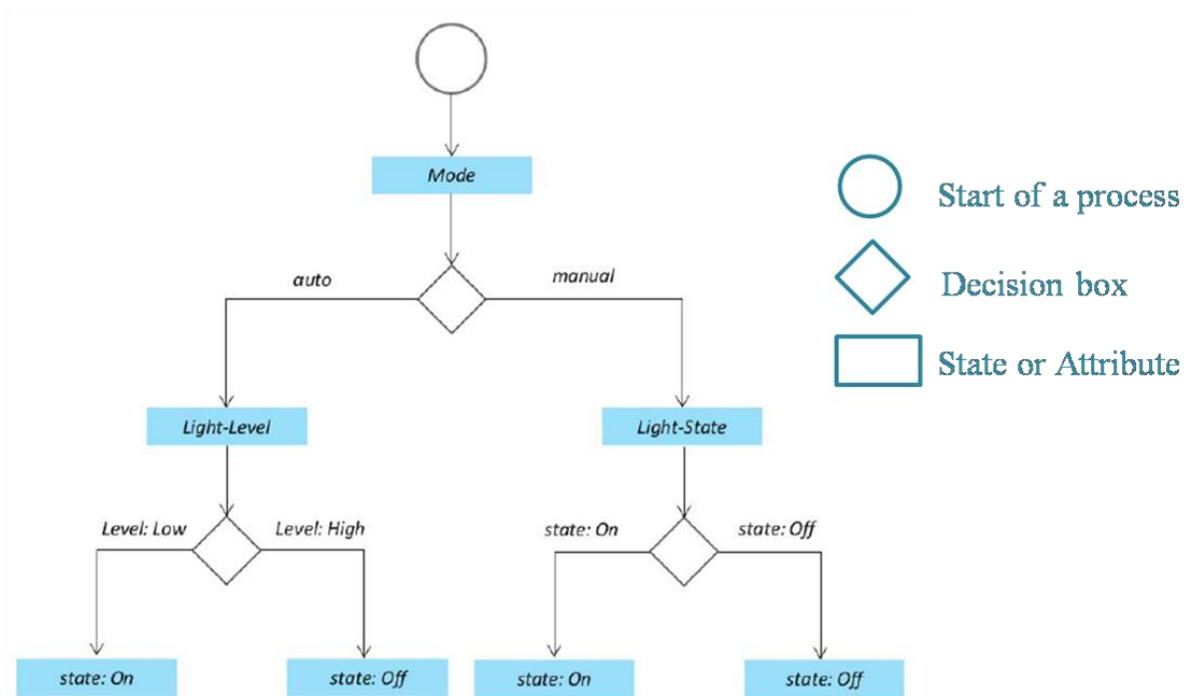 Mode
auto
manual
Light-Level
Light-State
Level: Low
Level: High
state: On
state: Off
state: On
state: Off
state: On
state: Off
Start of a process
Decision box
State or Attribute